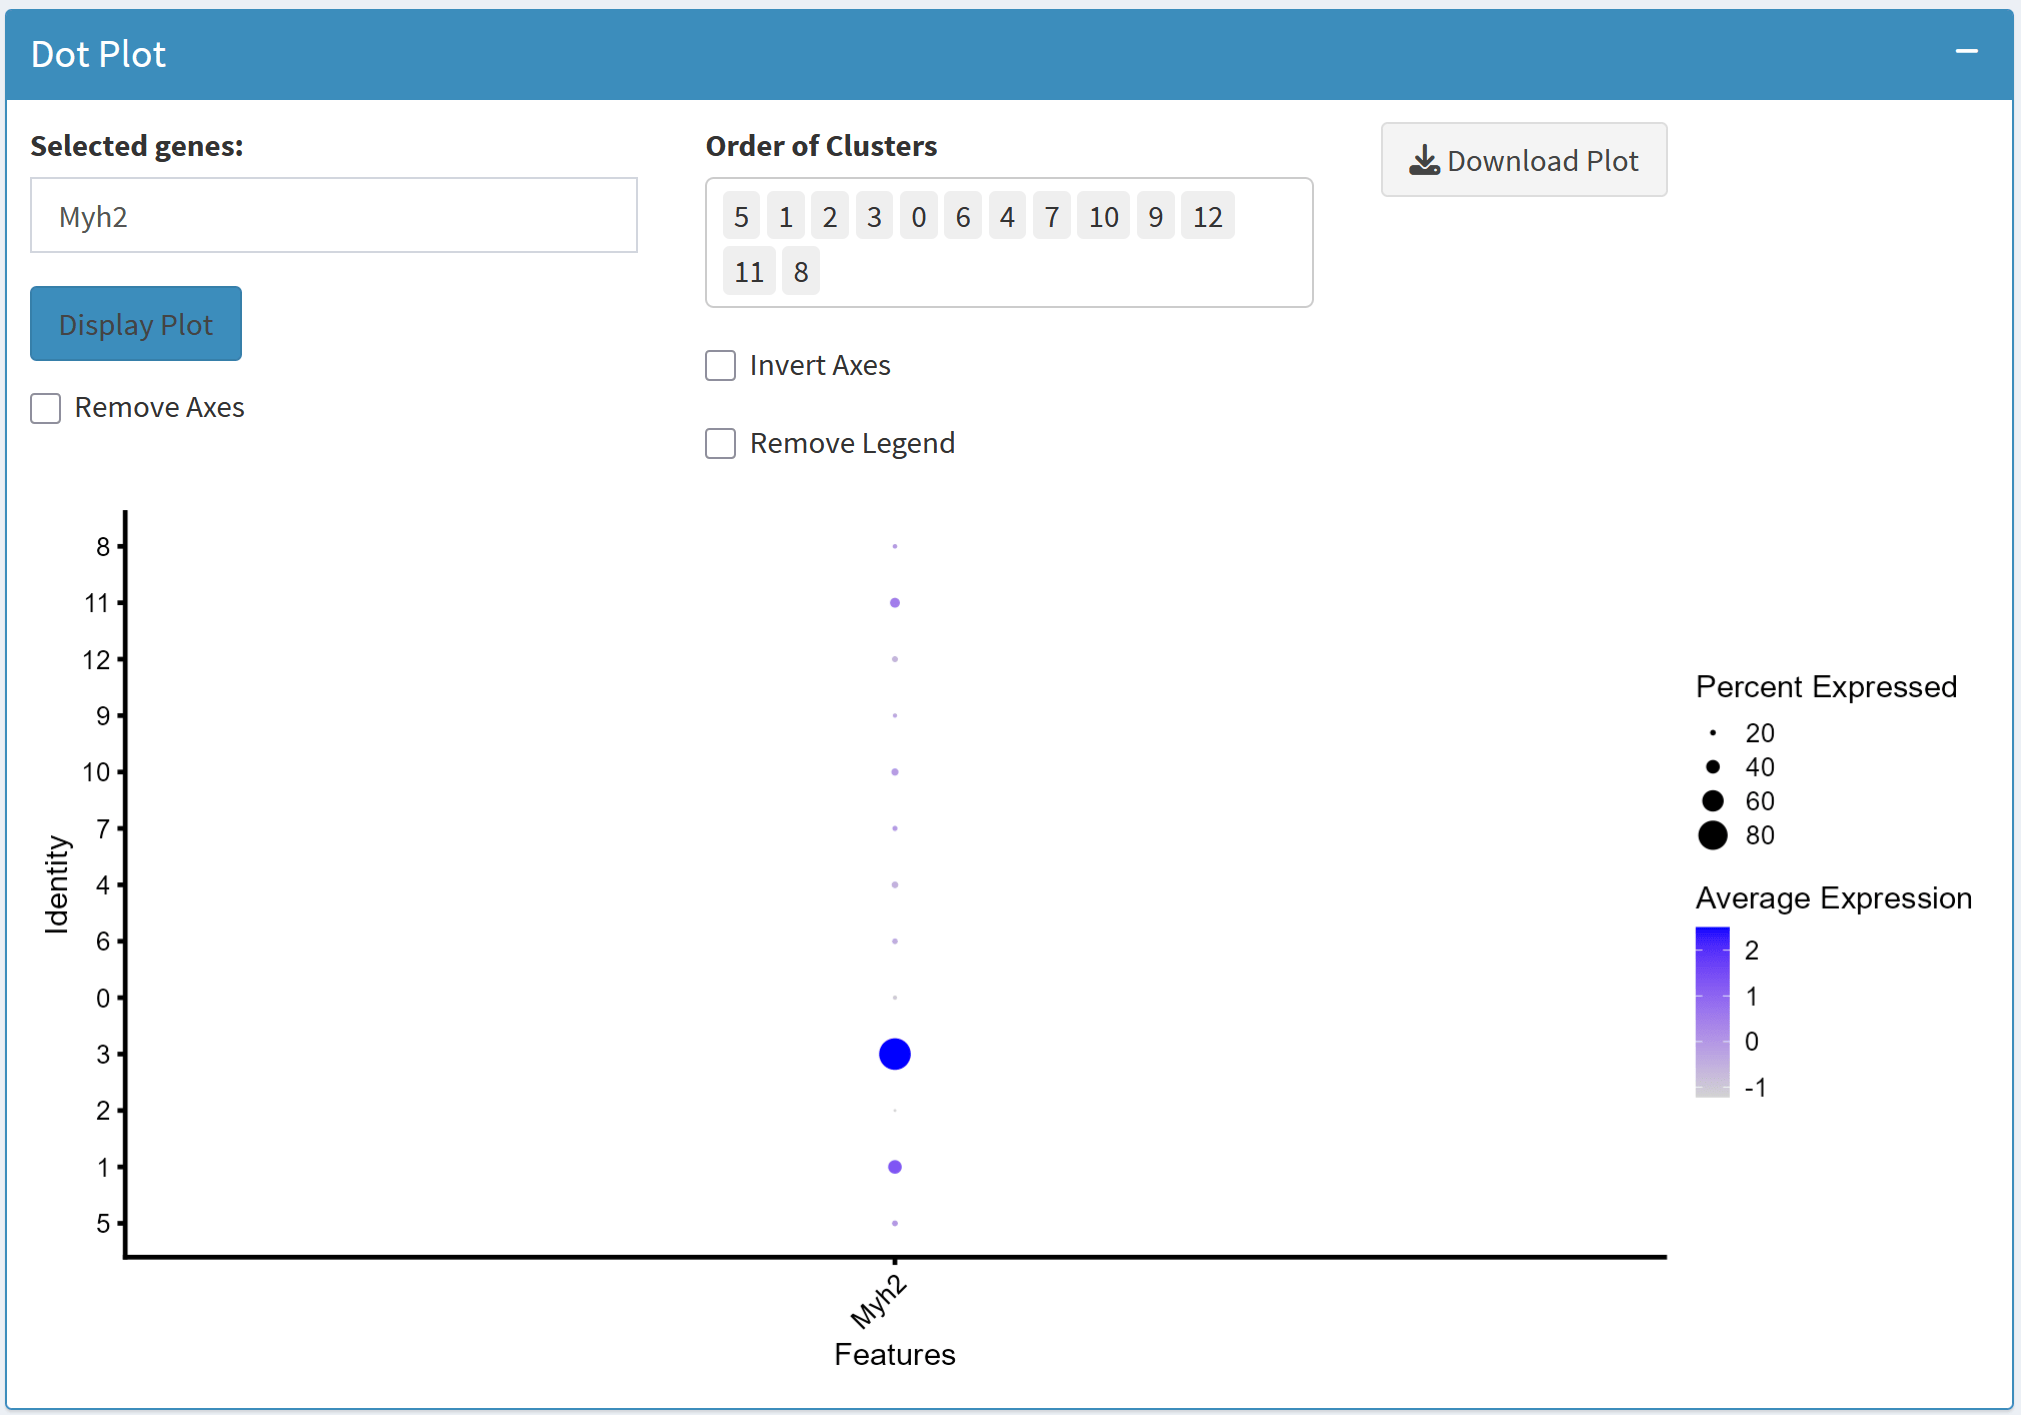 Dot Plot
Selected genes:
Myh2
Display Plot
Remove Axes
Order of Clusters
5 1 2 3 0 6 4 7 10 9 12
11 8
Invert Axes
Remove Legend
Download Plot
Identity
8
11
12
9
10
7
4
6
0
3
2
1
5
Myh2
Features
Percent Expressed
20
40
60
80
Average Expression
2
1
0
-1